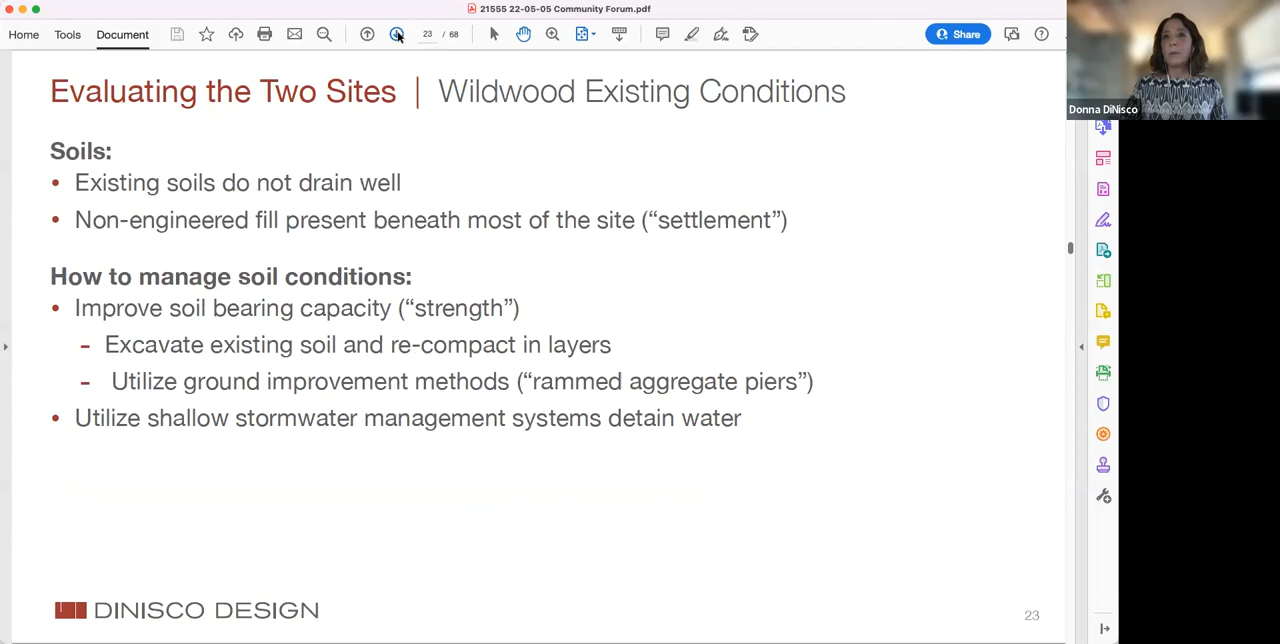 21555 22-05-05 Community Forum.pdf
Home Tools Document 23 / 68 Share
Donna DiNisco
Evaluating the Two Sites | Wildwood Existing Conditions
Soils:
• Existing soils do not drain well
• Non-engineered fill present beneath most of the site (“settlement”)
How to manage soil conditions:
• Improve soil bearing capacity (“strength”)
- Excavate existing soil and re-compact in layers
- Utilize ground improvement methods (“rammed aggregate piers”)
• Utilize shallow stormwater management systems detain water
DINISCO DESIGN
23